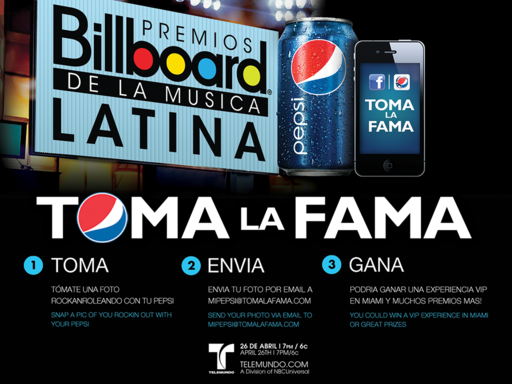 PREMIOS
Billboard®
DE LA MUSICA
LATINA
pepsi
TOMA
LA
FAMA
TOMA LA FAMA
1 TOMA
TÓMATE UNA FOTO
ROCKANROLEANDO CON TU PEPSI
SNAP A PIC OF YOU ROCKIN OUT WITH
YOUR PEPSI
2 ENVIA
ENVIA TU FOTO POR EMAIL A
MIPEPSI@TOMALAFAMA.COM
SEND YOUR PHOTO VIA EMAIL TO
MIPEPSI@TOMALAFAMA.COM
3 GANA
PODRIA GANAR UNA EXPERIENCIA VIP
EN MIAMI Y MUCHOS PREMIOS MAS!
YOU COULD WIN A VIP EXPERIENCE IN MIAMI
OR GREAT PRIZES
TELEMUNDO
26 DE ABRIL | 7PM / 6c
APRIL 26TH | 7PM/6c
TELEMUNDO.COM
A Division of NBCUniversal